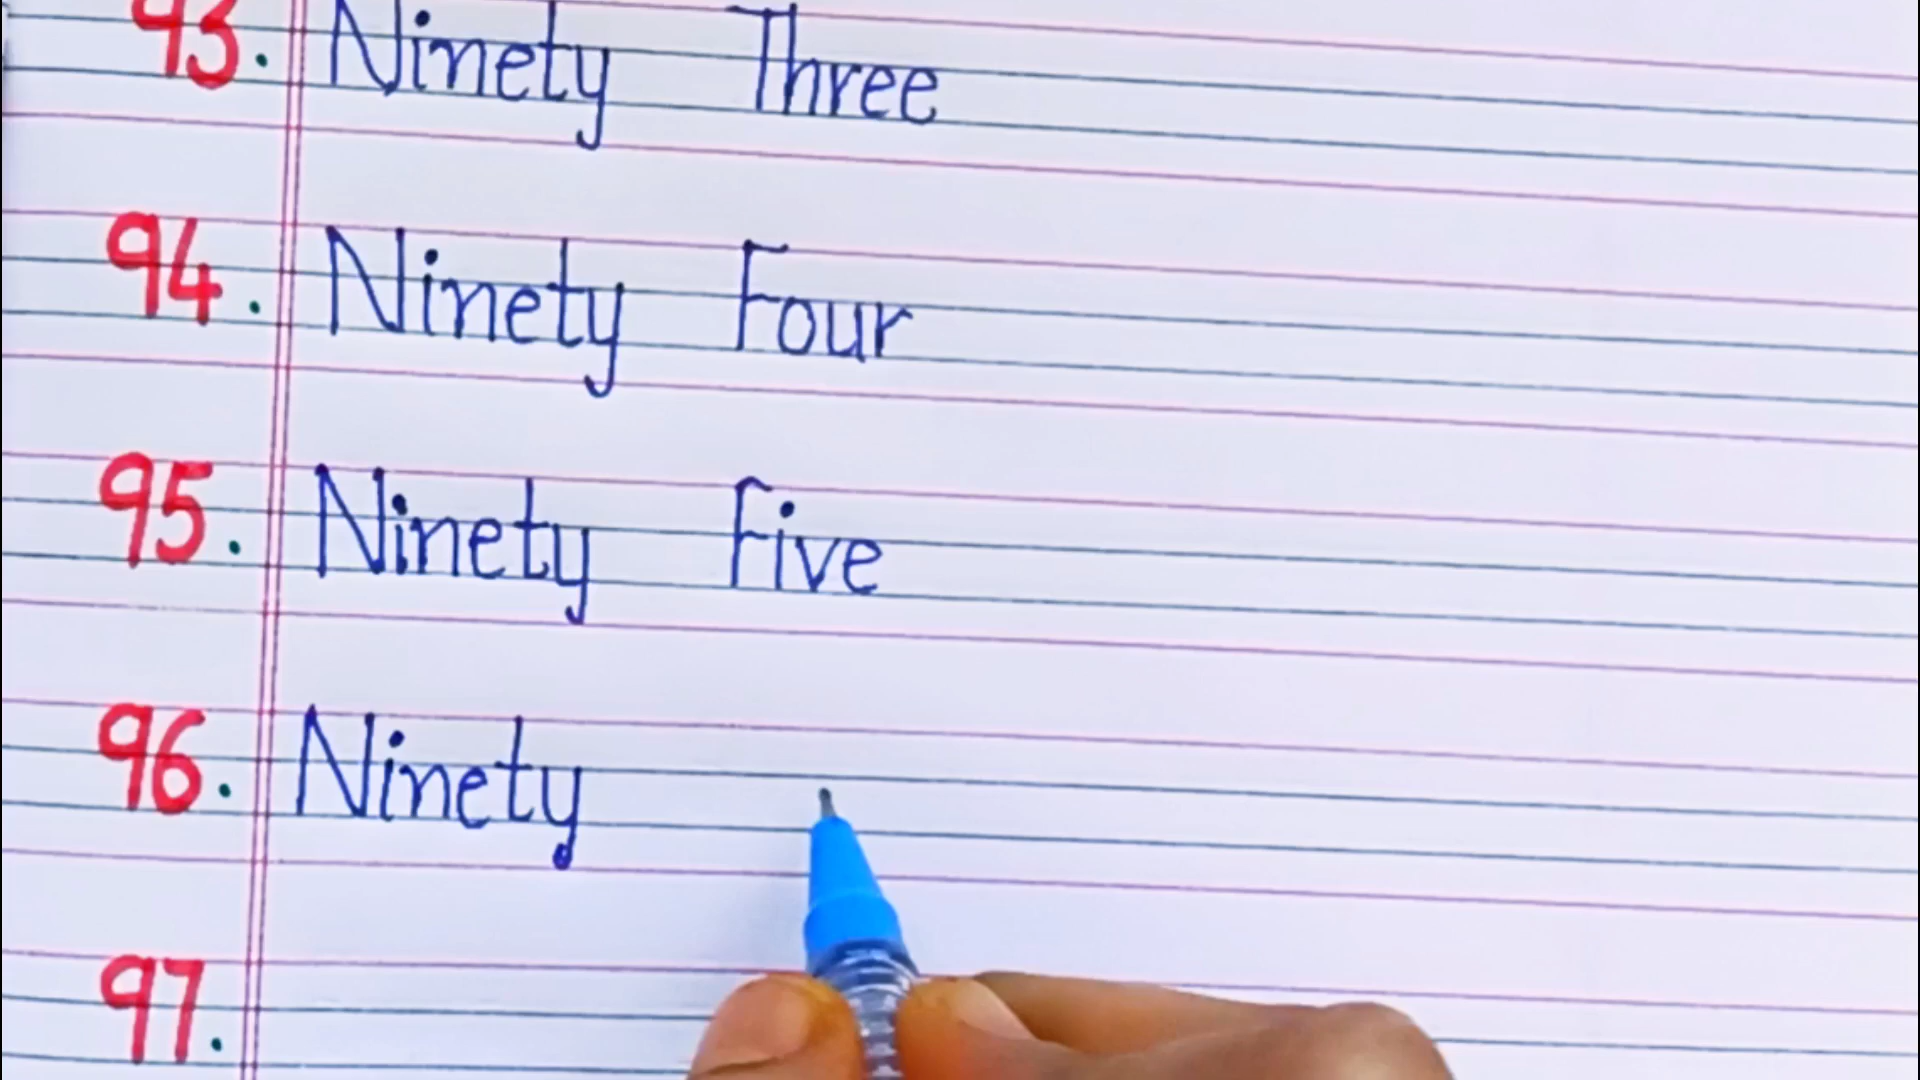 93. Ninety Three
94. Ninety Four
95. Ninety Five
96. Ninety
97.